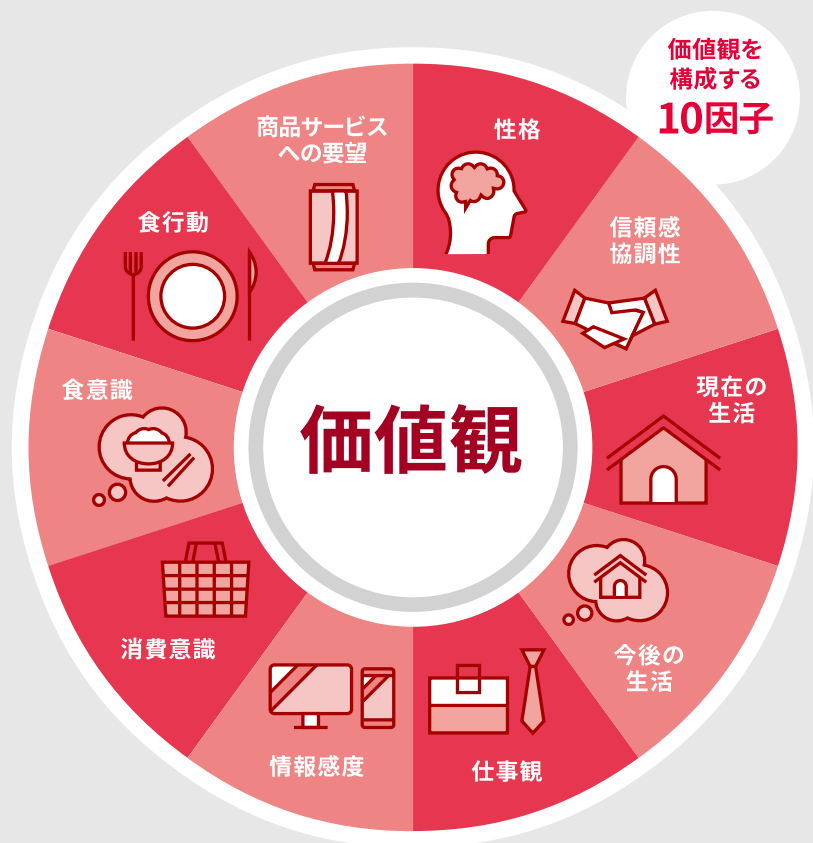 価値観を
構成する
10因子
性格
信頼感
協調性
現在の
生活
今後の
生活
仕事観
情報感度
消費意識
食意識
食行動
商品サービス
への要望
価値観